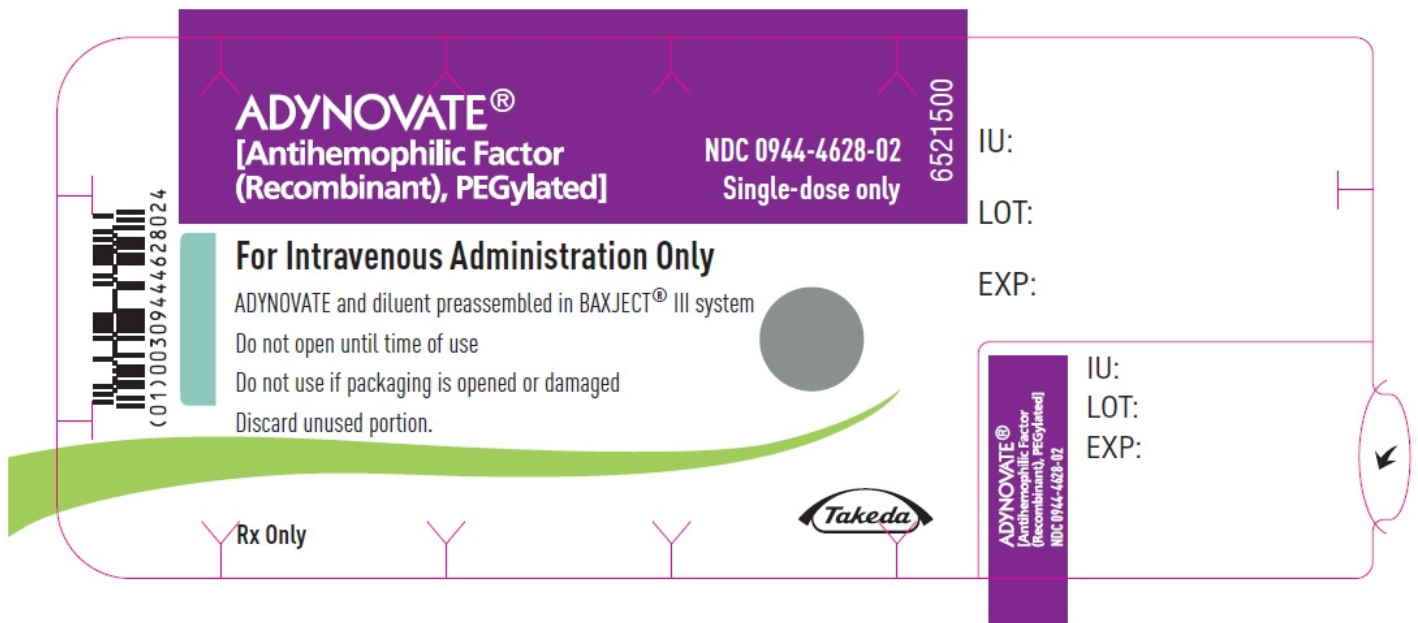 ADYNOVATE®
[Antihemophilic Factor
(Recombinant), PEGylated]
NDC 0944-4628-02
Single-dose only
6521500
(01)00309444628024
For Intravenous Administration Only
ADYNOVATE and diluent preassembled in BAXJECT® III system
Do not open until time of use
Do not use if packaging is opened or damaged
Discard unused portion.
Rx Only
Takeda
IU:
LOT:
EXP:
ADYNOVATE®
[Antihemophilic Factor
(Recombinant), PEGylated]
NDC 0944-4628-02
IU:
LOT:
EXP: